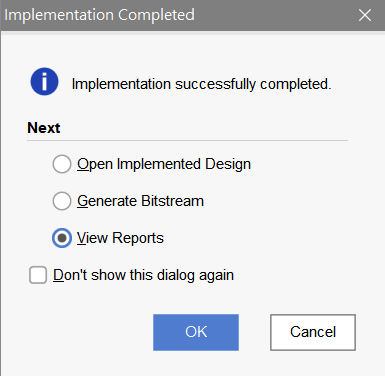 Implementation Completed
Implementation successfully completed.
Next
Open Implemented Design
Generate Bitstream
View Reports
Don't show this dialog again
OK
Cancel